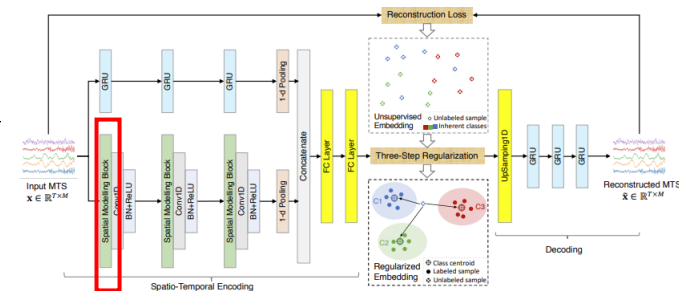 Reconstruction Loss
GRU
GRU
GRU
1-d Pooling
Unsupervised
Embedding
Unlabeled sample
Inherent classes
Input MTS
x ∈ ℝ^{T×M}
Spatial Modelling Block
Conv1D
BN+ReLU
Spatial Modelling Block
Conv1D
BN+ReLU
Spatial Modelling Block
Conv1D
BN+ReLU
1-d Pooling
Concatenate
FC Layer
FC Layer
Three-Step Regularization
C1
C2
C3
Regularized
Embedding
Class centroid
Labeled sample
Unlabeled sample
UpSampling1D
GRU
GRU
GRU
Reconstructed MTS
x̃ ∈ ℝ^{T×M}
Spatio-Temporal Encoding
Decoding